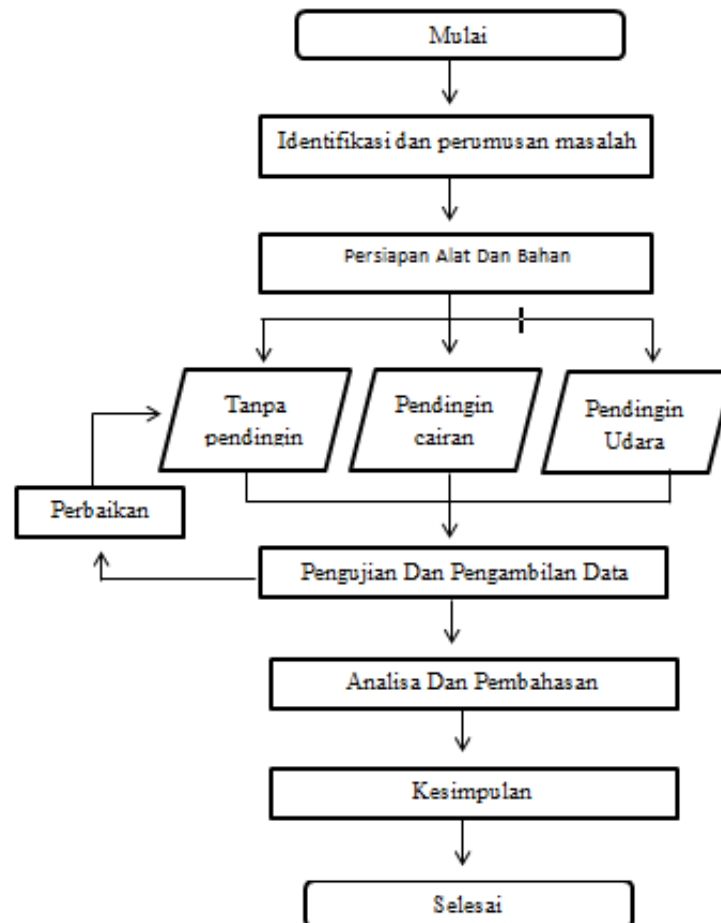 Mulai
Identifikasi dan perumusan masalah
Persiapan Alat Dan Bahan
Tanpa
pendingin
Pendingin
cairan
Pendingin
Udara
Perbaikan
Pengujian Dan Pengambilan Data
Analisa Dan Pembahasan
Kesimpulan
Selesai